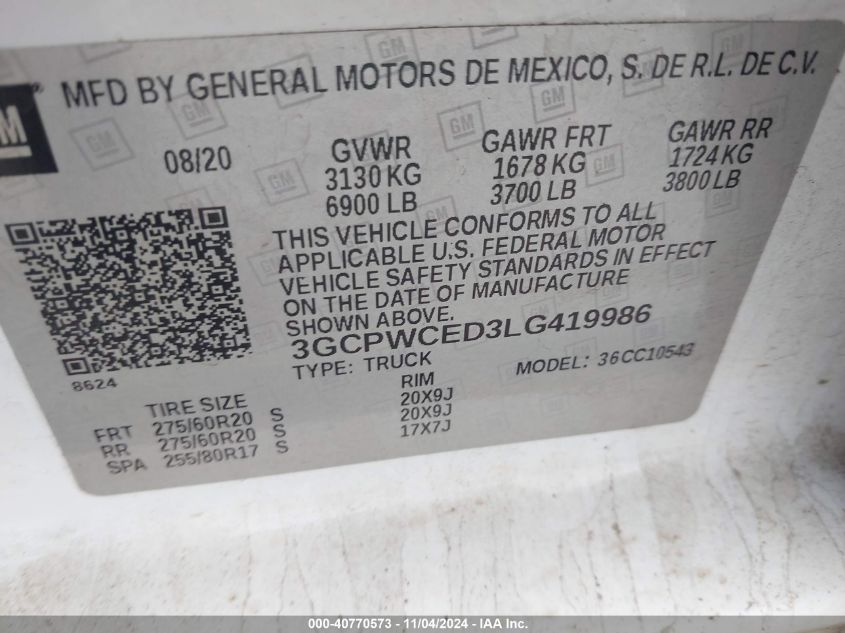 GM
MFD BY GENERAL MOTORS DE MEXICO, S. DE R.L. DE C.V.
08/20
GVWR GAWR FRT GAWR RR
3130 KG 1678 KG 1724 KG
6900 LB 3700 LB 3800 LB
THIS VEHICLE CONFORMS TO ALL
APPLICABLE U.S. FEDERAL MOTOR
VEHICLE SAFETY STANDARDS IN EFFECT
ON THE DATE OF MANUFACTURE
SHOWN ABOVE.
3GCPWCED3LG419986
8624
TYPE: TRUCK MODEL: 36CC10543
TIRE SIZE RIM
FRT 275/60R20 S 20X9J
RR 275/60R20 S 20X9J
SPA 255/80R17 S 17X7J
000-40770573 - 11/04/2024 - IAA Inc.